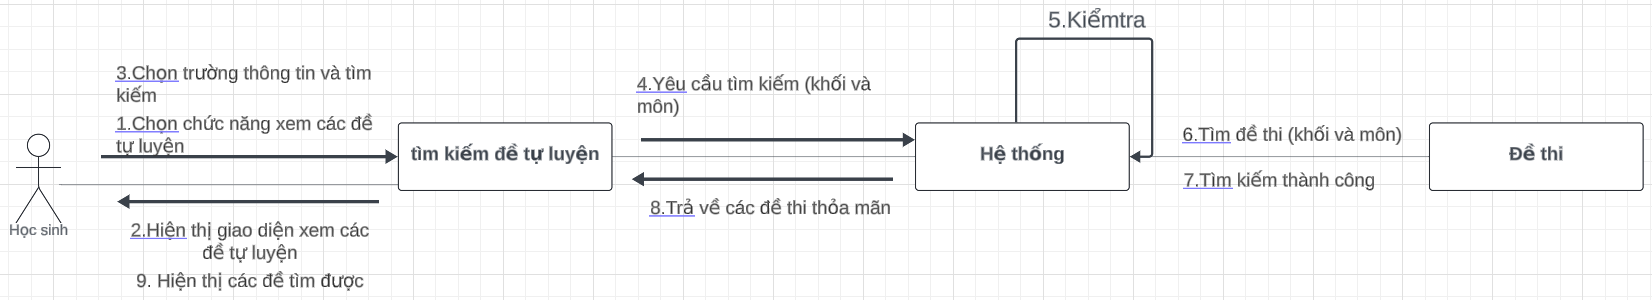 5.Kiểmtra
3.Chọn trường thông tin và tìm
kiếm
1.Chọn chức năng xem các đề
tự luyện
4.Yêu cầu tìm kiếm (khối và
môn)
6.Tìm đề thi (khối và môn)
tìm kiếm đề tự luyện
Hệ thống
Đề thi
7.Tìm kiếm thành công
8.Trả về các đề thi thỏa mãn
Học sinh
2.Hiện thị giao diện xem các
đề tự luyện
9. Hiện thị các đề tìm được